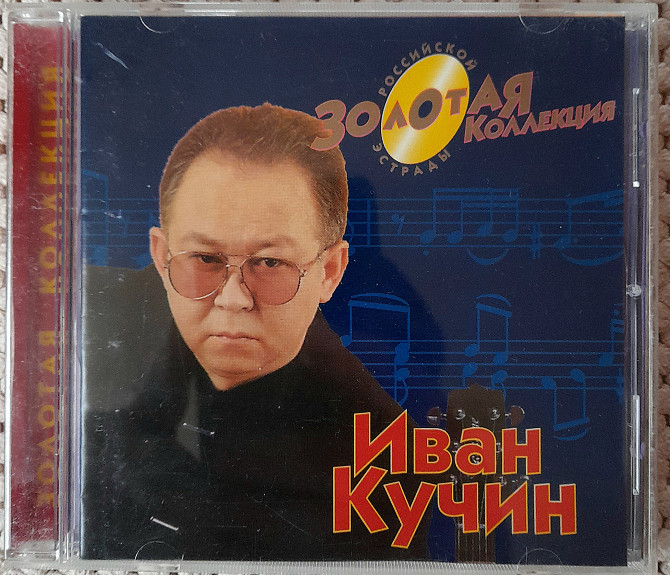 ЗОЛОТАЯ КОЛЛЕКЦИЯ
РОССИЙСКОЙ
ЗОЛОТАЯ
КОЛЛЕКЦИЯ
ЭСТРАДЫ
Иван
Кучин